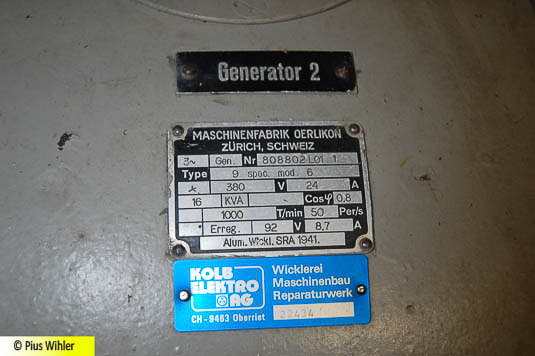 Generator 2
MASCHINENFABRIK OERLIKON
ZÜRICH, SCHWEIZ
3~ Gen. Nr 808802 L01 1
Type 9 spec. mod 6
⅄ 380 V 24 A
16 KVA Cosφ 0,8
1000 T/min 50 Per/s
Erreg. 92 V 8,7 A
Alum. Wickl. SRA 1941.
KOLB
ELEKTRO
AG
CH - 9463 Oberriet
Wicklerei
Maschinenbau
Reparaturwerk
22434
© Pius Wihler